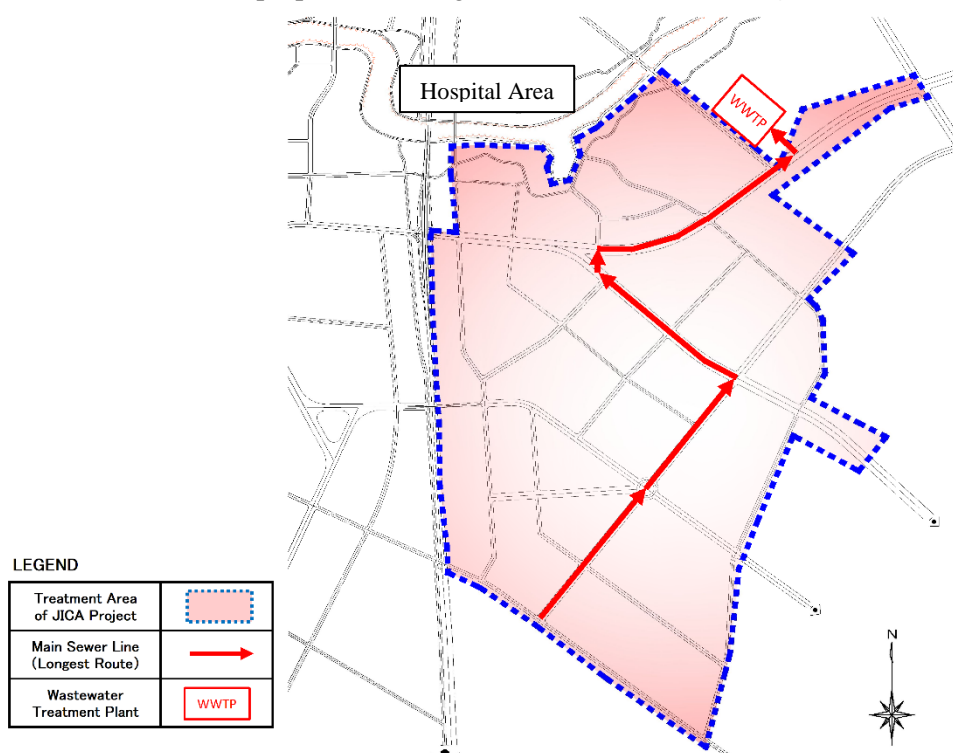 Hospital Area
WWTP
N
LEGEND
Treatment Area
of JICA Project
Main Sewer Line
(Longest Route)
Wastewater
Treatment Plant
WWTP